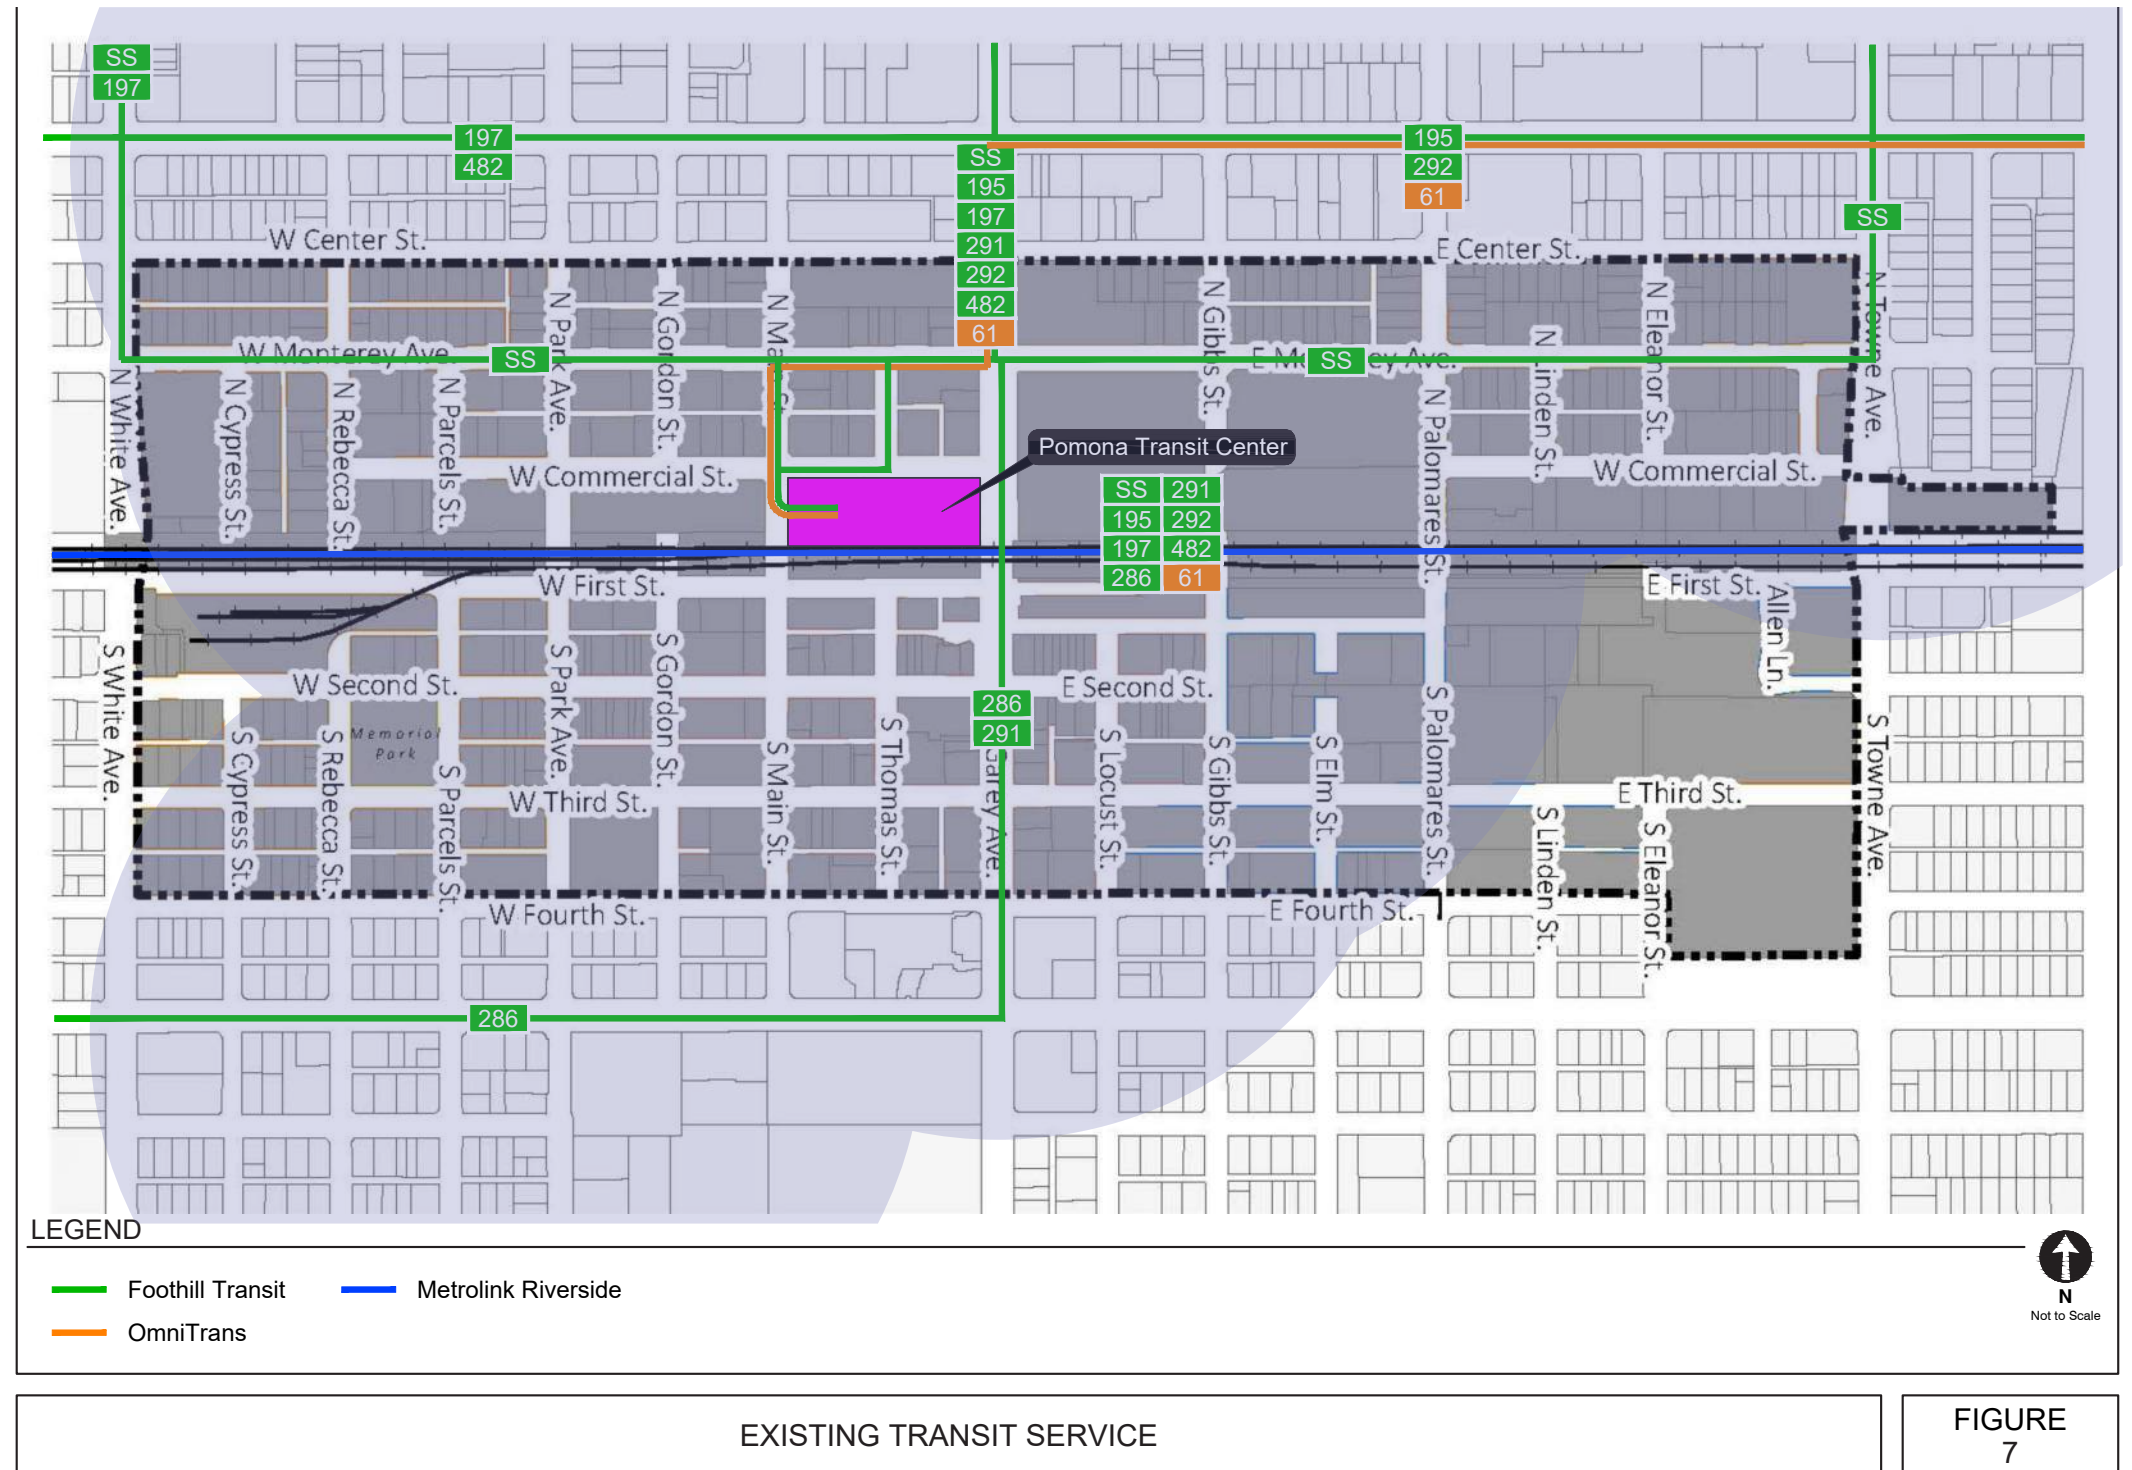 SS
197
197
482
SS
195
197
291
292
482
61
195
292
61
SS
W Center St.
E Center St.
W Monterey Ave.
SS
SS
E Monterey Ave.
N White Ave.
N Cypress St.
N Rebecca St.
N Parcels St.
N Park Ave.
N Gordon St.
N Main St.
N Gibbs St.
N Palomares St.
N Linden St.
N Eleanor St.
N Towne Ave.
Pomona Transit Center
W Commercial St.
W Commercial St.
SS 291
195 292
197 482
286 61
W First St.
E First St.
Allen Ln.
W Second St.
E Second St.
286
291
Memorial
Park
S White Ave.
S Cypress St.
S Rebecca St.
S Parcels St.
S Park Ave.
S Gordon St.
S Main St.
S Thomas St.
Garey Ave.
S Locust St.
S Gibbs St.
S Elm St.
S Palomares St.
S Linden St.
S Eleanor St.
S Towne Ave.
W Third St.
E Third St.
W Fourth St.
E Fourth St.
286
LEGEND
Foothill Transit
Metrolink Riverside
OmniTrans
N
Not to Scale
EXISTING TRANSIT SERVICE
FIGURE
7